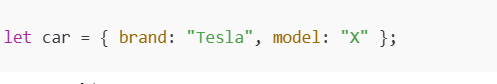 let car = { brand: "Tesla", model: "X" };